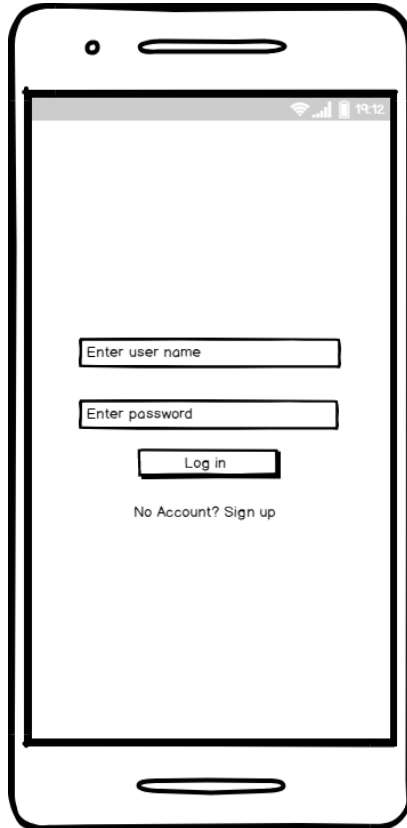 19:12
Enter user name
Enter password
Log in
No Account? Sign up